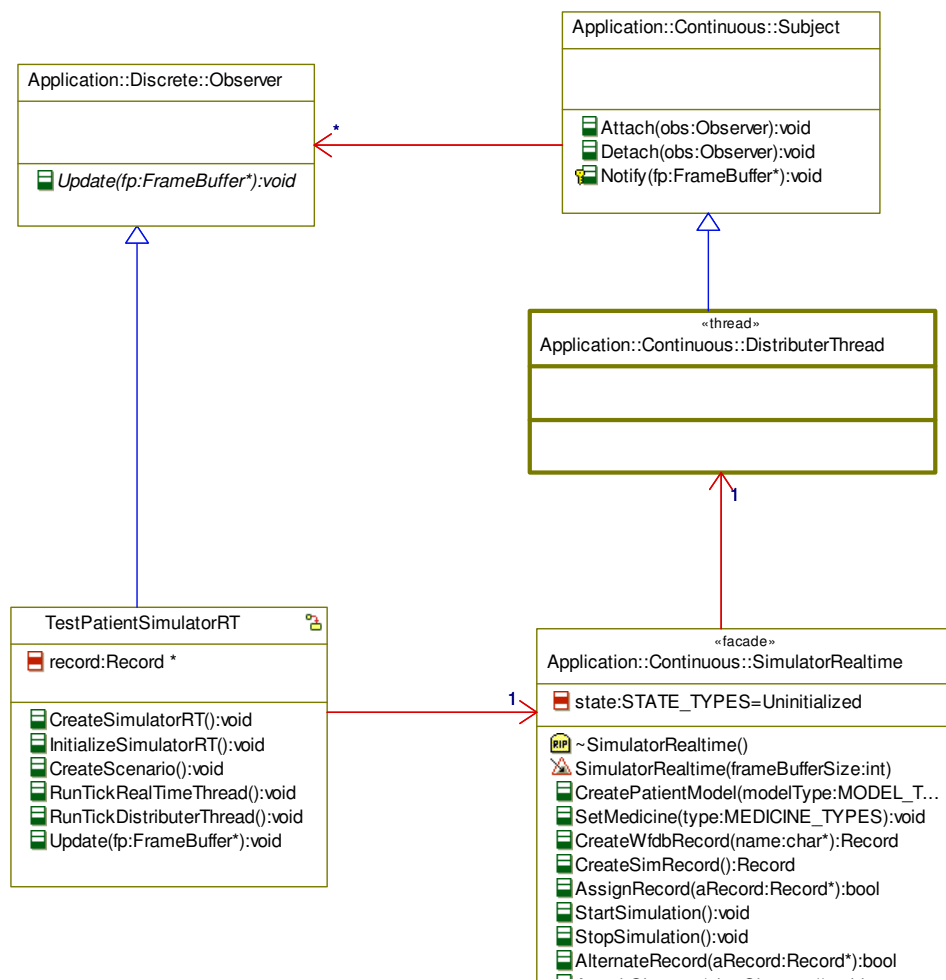 Application::Continuous::Subject
Attach(obs:Observer):void
Detach(obs:Observer):void
Notify(fp:FrameBuffer*):void
Application::Discrete::Observer
Update(fp:FrameBuffer*):void
*
«thread»
Application::Continuous::DistributerThread
1
TestPatientSimulatorRT
record:Record *
CreateSimulatorRT():void
InitializeSimulatorRT():void
CreateScenario():void
RunTickRealTimeThread():void
RunTickDistributerThread():void
Update(fp:FrameBuffer*):void
1
«facade»
Application::Continuous::SimulatorRealtime
state:STATE_TYPES=Uninitialized
RIP ~SimulatorRealtime()
SimulatorRealtime(frameBufferSize:int)
CreatePatientModel(modelType:MODEL_T...
SetMedicine(type:MEDICINE_TYPES):void
CreateWfdbRecord(name:char*):Record
CreateSimRecord():Record
AssignRecord(aRecord:Record*):bool
StartSimulation():void
StopSimulation():void
AlternateRecord(aRecord:Record*):bool